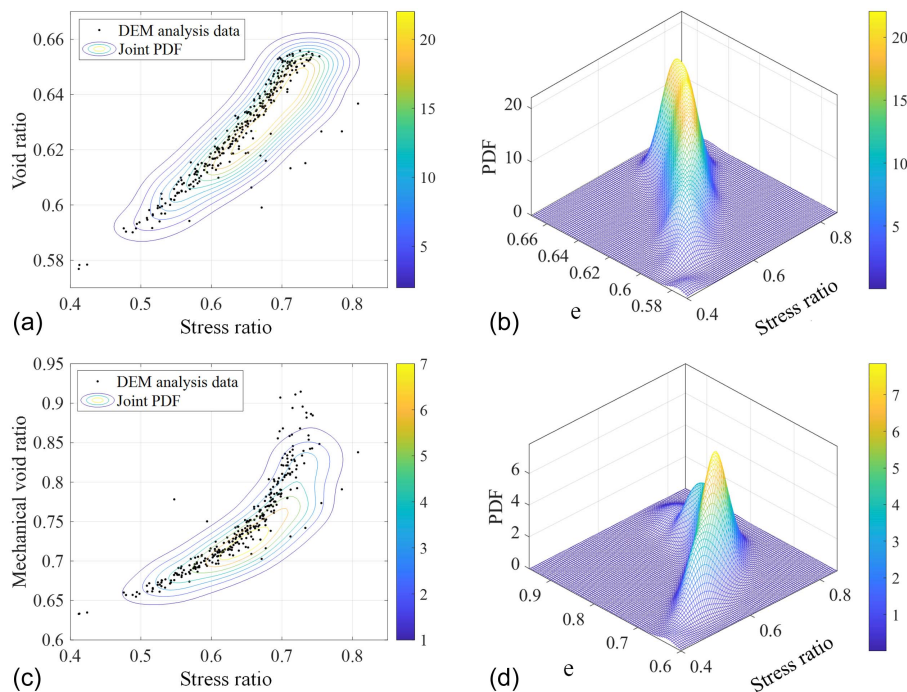 DEM analysis data
Joint PDF
0.66
0.64
0.62
0.6
0.58
Void ratio
0.4 0.5 0.6 0.7 0.8
Stress ratio
20
15
10
5
(a)
PDF
20
10
0
0.66
0.64
0.62
0.6
0.58
e
0.4
0.6
0.8
Stress ratio
20
15
10
5
(b)
DEM analysis data
Joint PDF
0.95
0.9
0.85
0.8
0.75
0.7
0.65
0.6
Mechanical void ratio
0.4 0.5 0.6 0.7 0.8
Stress ratio
7
6
5
4
3
2
1
(c)
PDF
6
4
2
0
0.9
0.8
0.7
0.6
e
0.4
0.6
0.8
Stress ratio
7
6
5
4
3
2
1
(d)